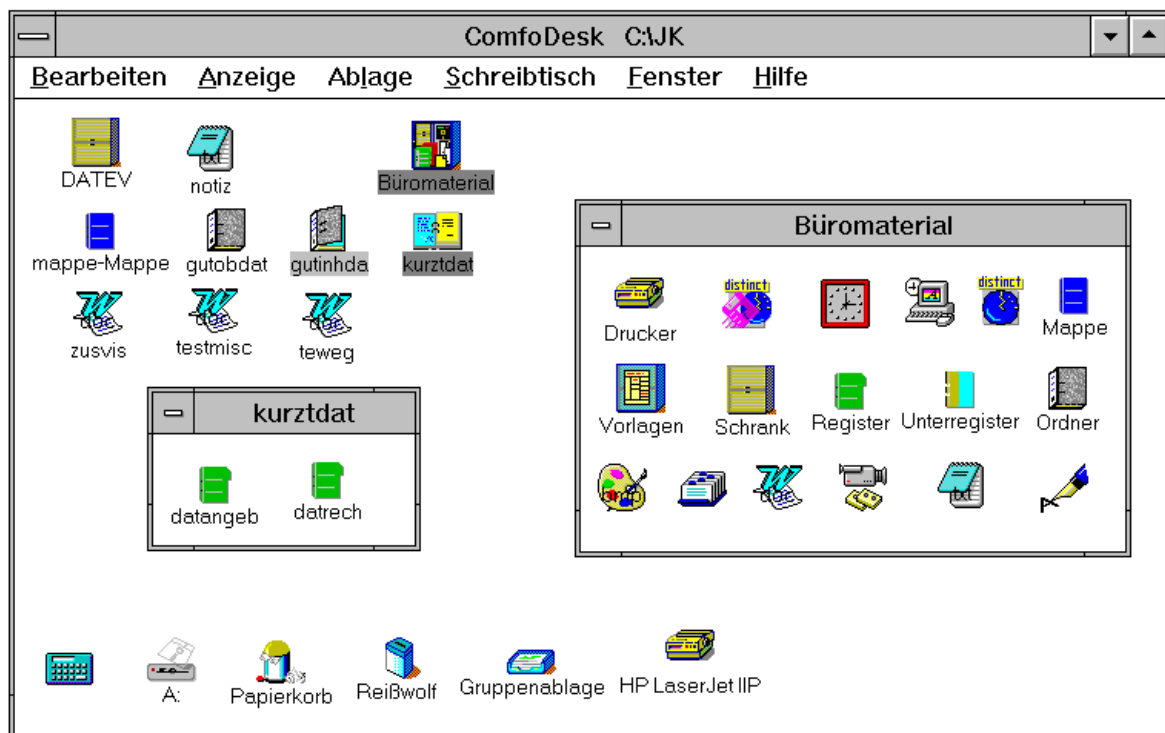 ComfoDesk C:\JK
Bearbeiten Anzeige Ablage Schreibtisch Fenster Hilfe
DATEV notiz Büromaterial
mappe-Mappe gutobdat gutinhda kurztdat
zusvis testmisc teweg
Büromaterial
Drucker distinct distinct Mappe
Vorlagen Schrank Register Unterregister Ordner
txt
kurztdat
datangeb datrech
A: Papierkorb Reißwolf Gruppenablage HP LaserJet IIP